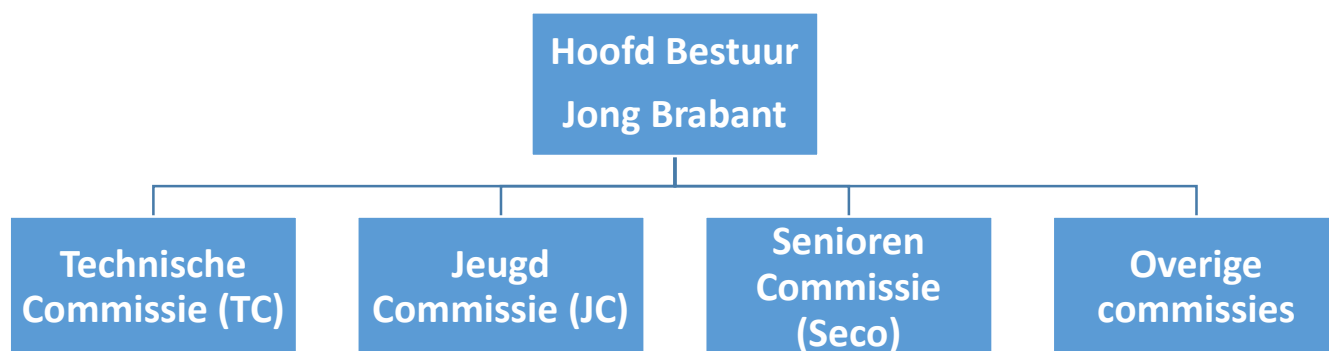 Hoofd Bestuur
Jong Brabant
Technische
Commissie (TC)
Jeugd
Commissie (JC)
Senioren
Commissie
(Seco)
Overige
commissies